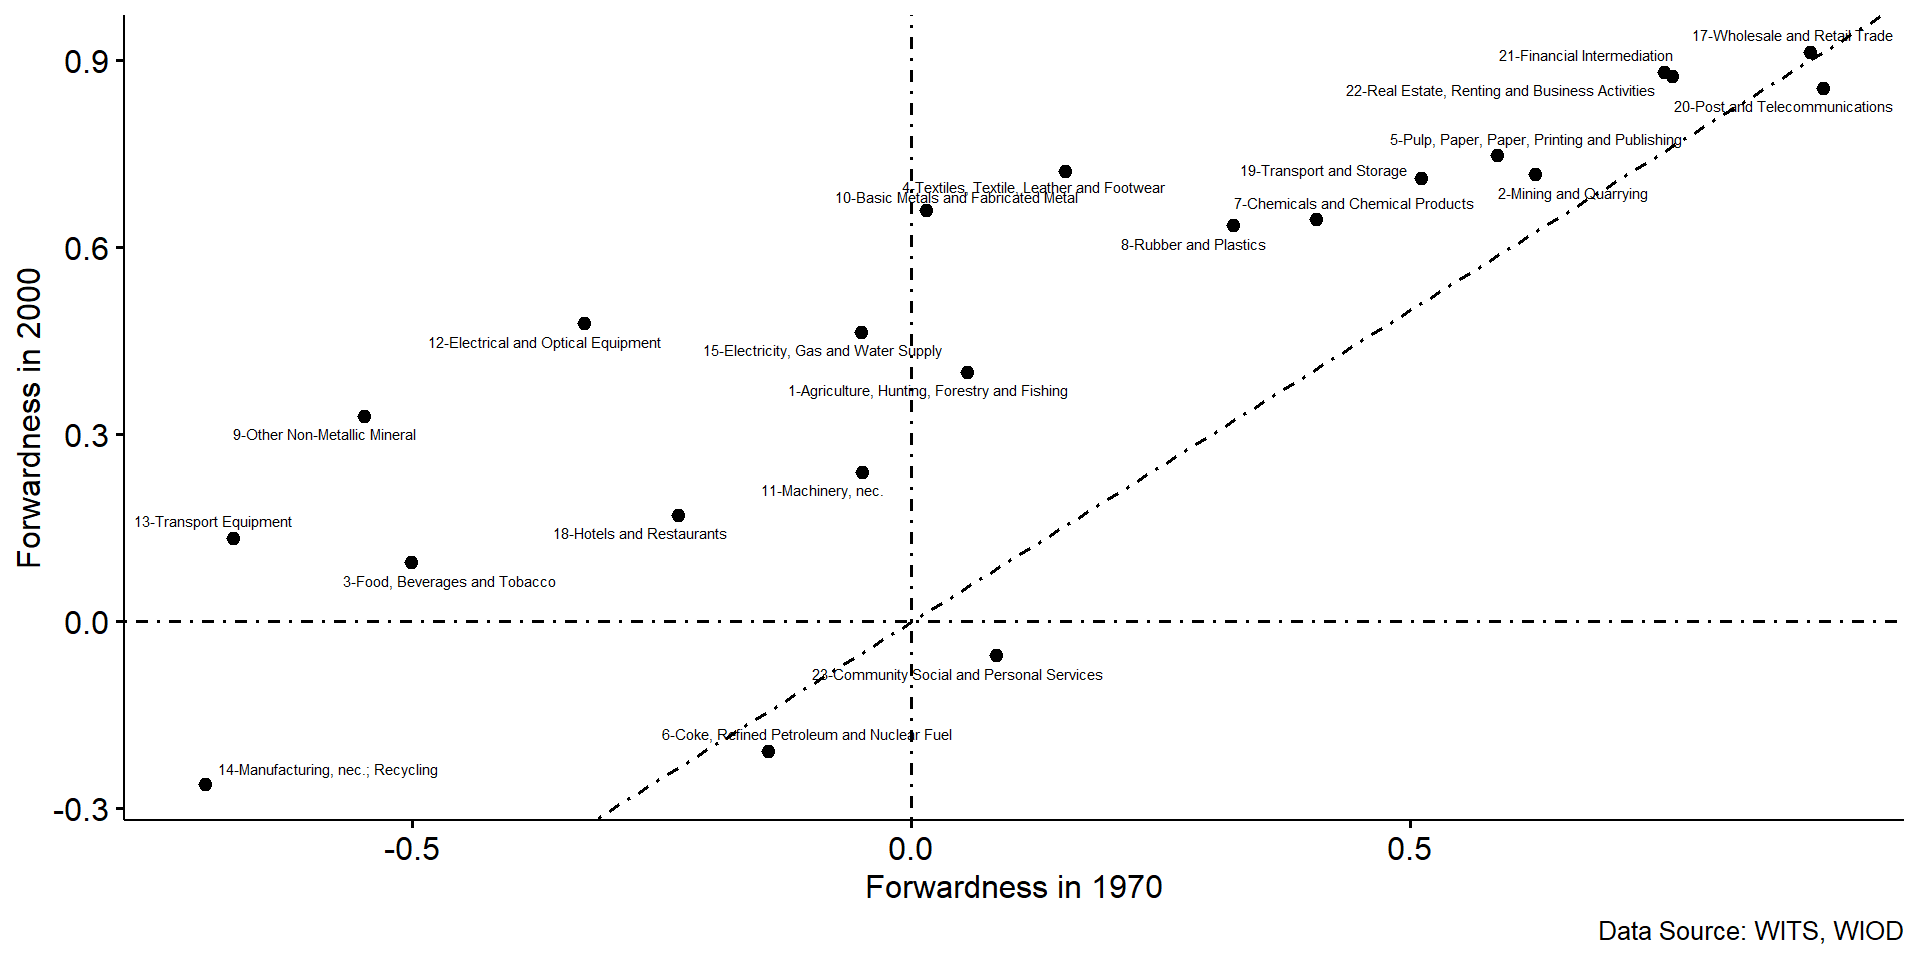 17-Wholesale and Retail Trade
21-Financial Intermediation
0.9
22-Real Estate, Renting and Business Activities
20-Post and Telecommunications
5-Pulp, Paper, Paper, Printing and Publishing
19-Transport and Storage
4-Textiles, Textile, Leather and Footwear
2-Mining and Quarrying
10-Basic Metals and Fabricated Metal
7-Chemicals and Chemical Products
8-Rubber and Plastics
0.6
12-Electrical and Optical Equipment
15-Electricity, Gas and Water Supply
1-Agriculture, Hunting, Forestry and Fishing
Forwardness in 2000
0.3
9-Other Non-Metallic Mineral
11-Machinery, nec.
13-Transport Equipment
18-Hotels and Restaurants
3-Food, Beverages and Tobacco
0.0
23-Community Social and Personal Services
6-Coke, Refined Petroleum and Nuclear Fuel
14-Manufacturing, nec.; Recycling
-0.3
-0.5
0.0
0.5
Forwardness in 1970
Data Source: WITS, WIOD